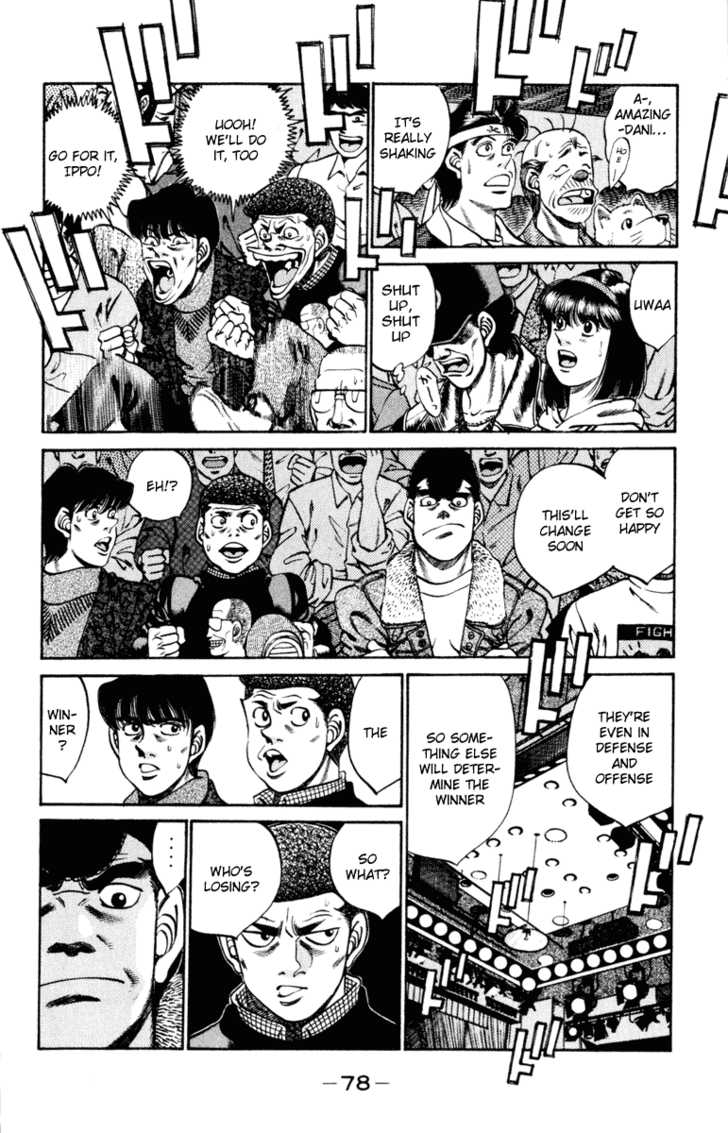 A-,
AMAZING
-DANI...
IT'S
REALLY
SHAKING
UOOH!
WE'LL DO
IT, TOO
GO FOR IT,
IPPO!
UWAA
SHUT
UP,
SHUT
UP
DON'T
GET SO
HAPPY
THIS'LL
CHANGE
SOON
EH!?
FIGH
THEY'RE
EVEN IN
DEFENSE
AND
OFFENSE
SO SOME-
THING ELSE
WILL DETER-
MINE THE
WINNER
THE
WIN-
NER
?
SO
WHAT?
WHO'S
LOSING?
....
ド ド ド ド
ド ド ド
ド ド ド
ド
ド ド ド
ド ド ド
- 78 -